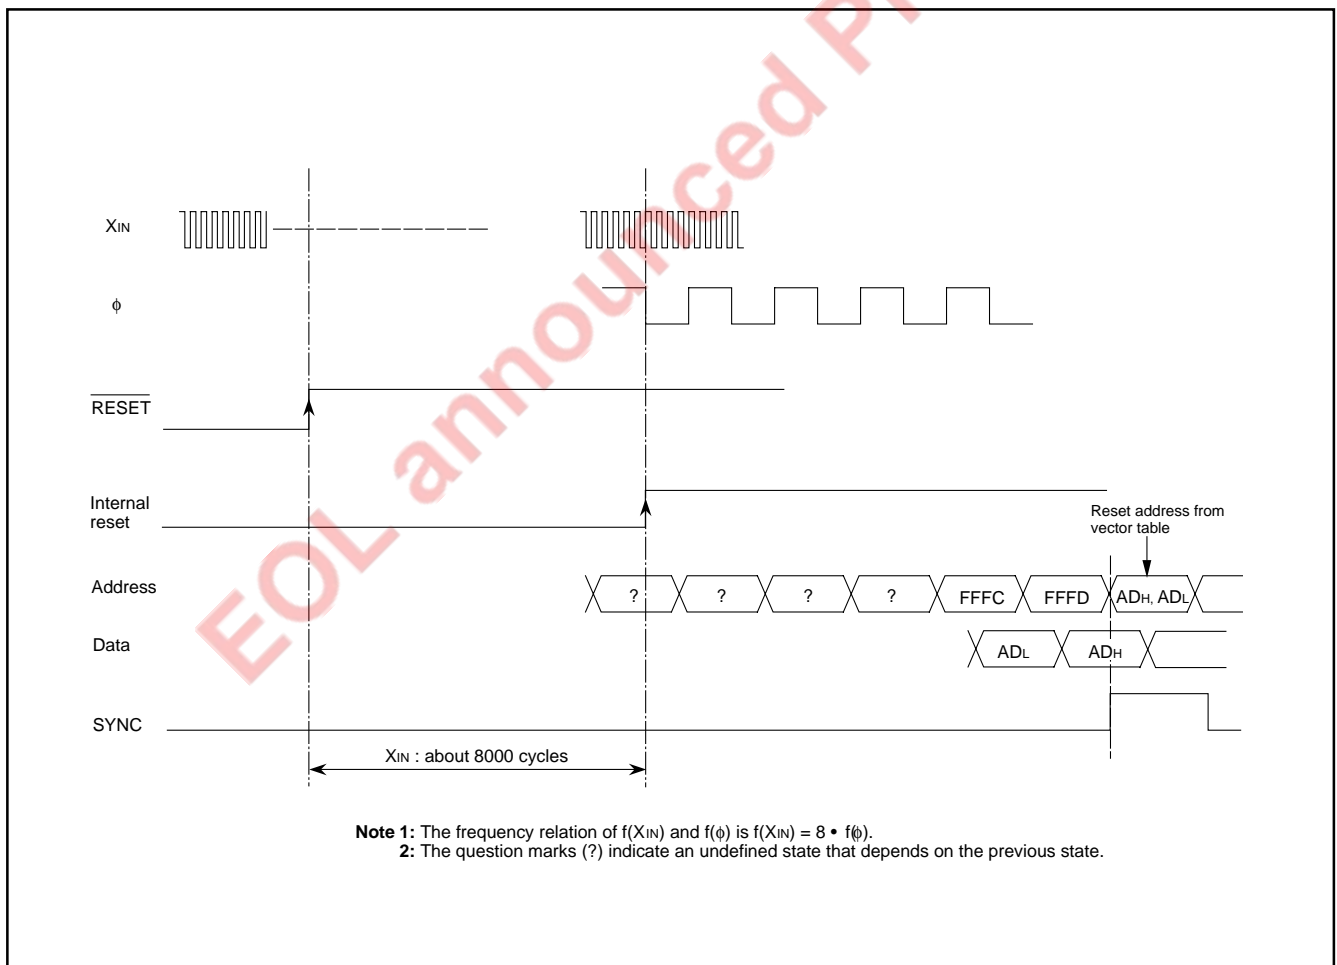 EOL announced Pr
XIN
φ
RESET
Internal
reset
Reset address from
vector table
Address
? ? ? ? FFFC FFFD ADH, ADL
Data
ADL ADH
SYNC
XIN : about 8000 cycles
Note 1: The frequency relation of f(XIN) and f(φ) is f(XIN) = 8 • f(φ).
2: The question marks (?) indicate an undefined state that depends on the previous state.